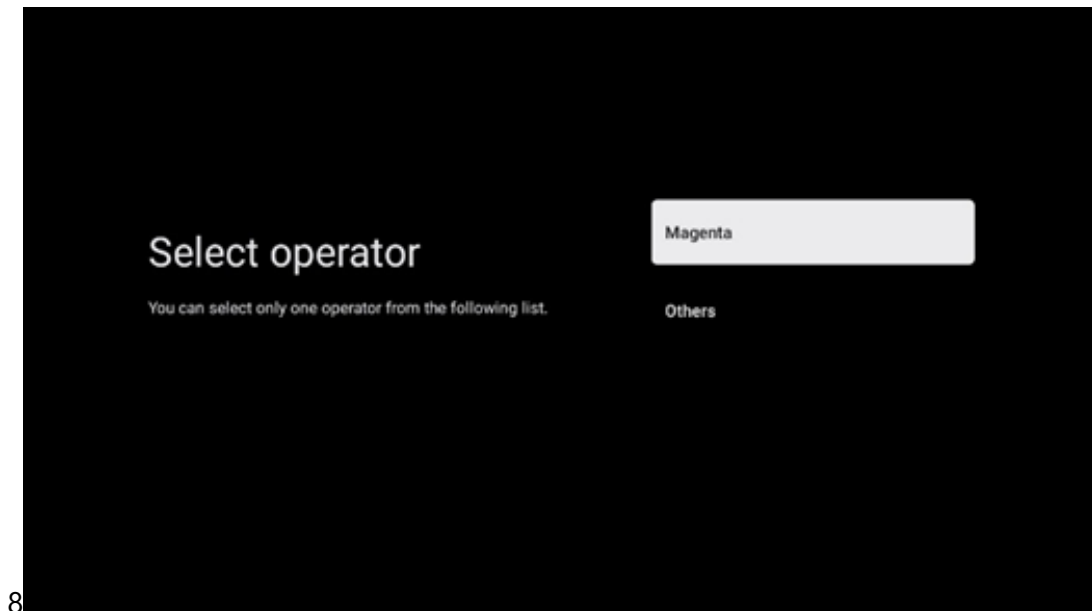 Select operator
You can select only one operator from the following list.
Magenta
Others
8